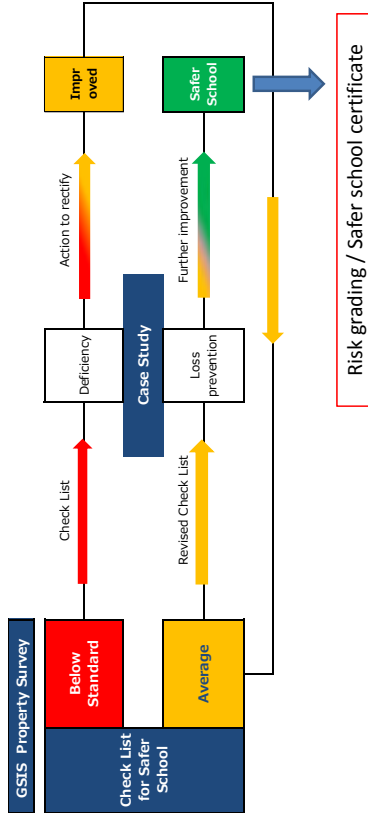 GSIS Property Survey
Check List
for Safer
School
Below
Standard
Average
Check List
Revised Check List
Deficiency
Case Study
Loss
prevention
Action to rectify
Further improvement
Impr
oved
Safer
School
Risk grading / Safer school certificate